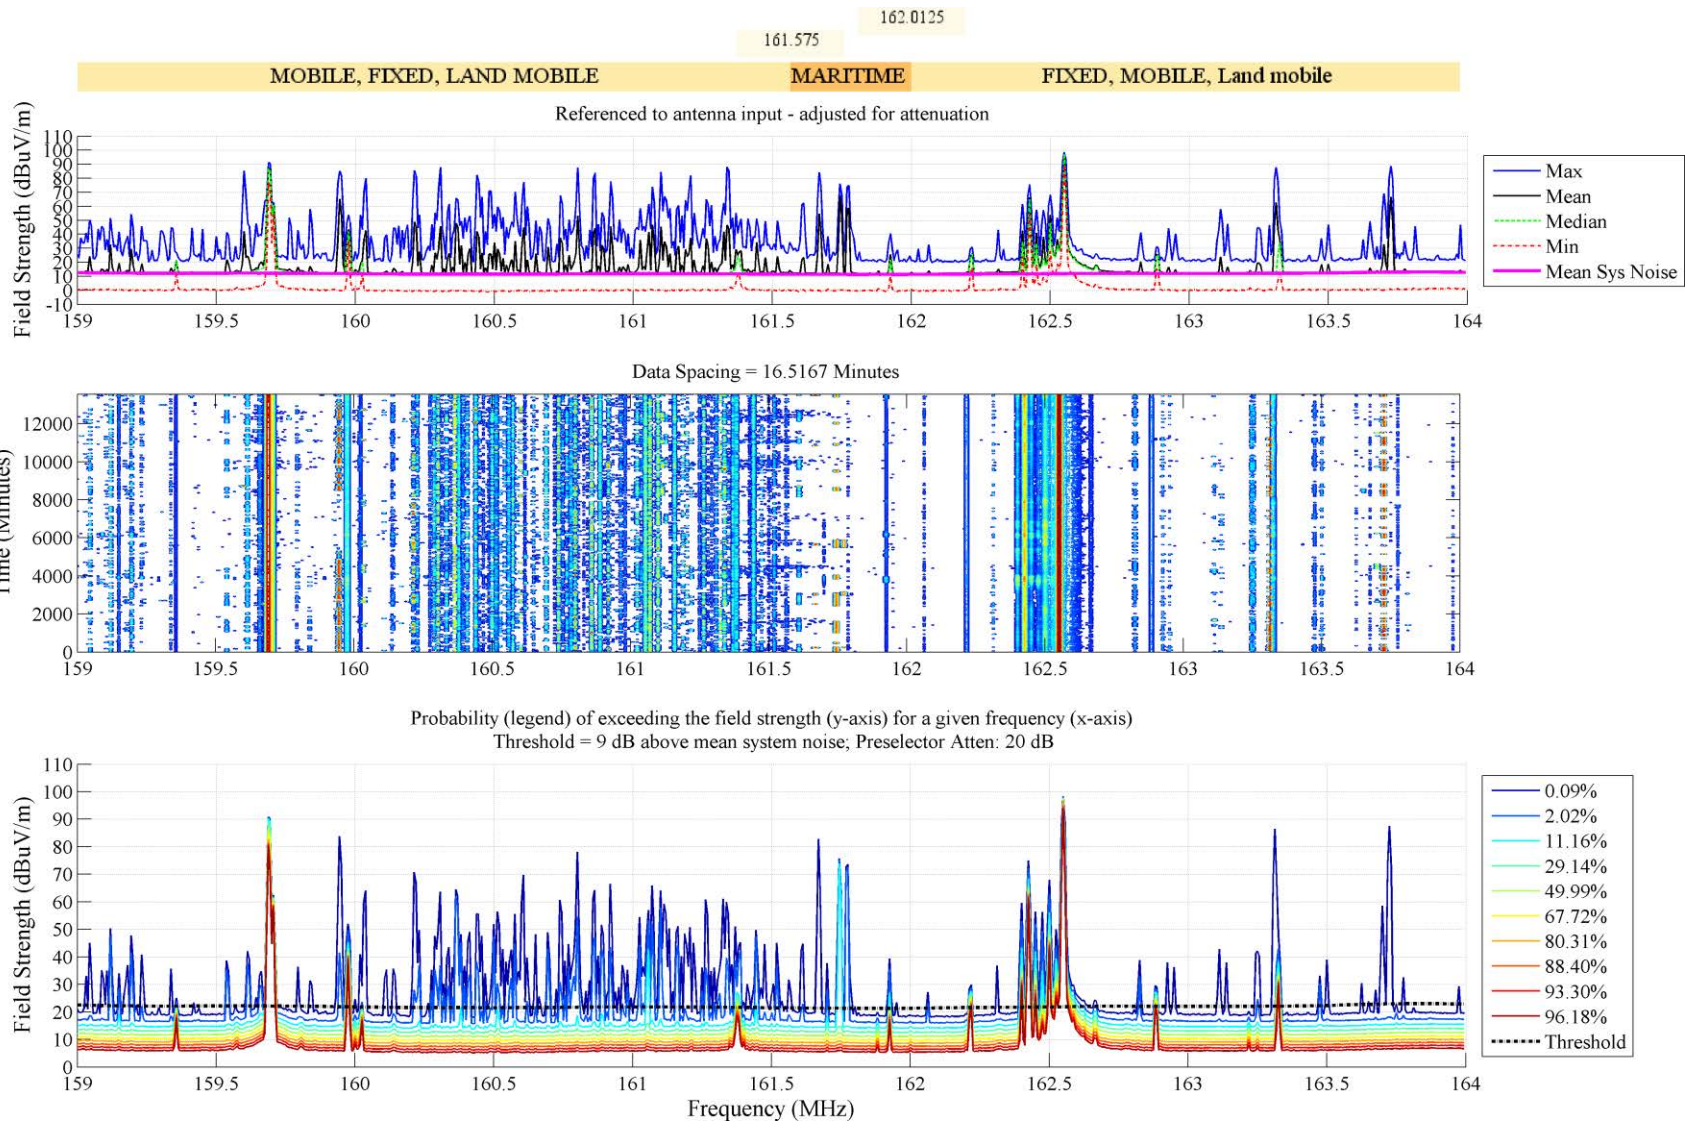 162.0125
161.575
MOBILE, FIXED, LAND MOBILE MARITIME FIXED, MOBILE, Land mobile
Referenced to antenna input - adjusted for attenuation
Field Strength (dBuV/m)
110
100
90
80
70
60
50
40
30
20
10
0
-10
159 159.5 160 160.5 161 161.5 162 162.5 163 163.5 164
Max
Mean
Median
Min
Mean Sys Noise
Data Spacing = 16.5167 Minutes
Time (Minutes)
12000
10000
8000
6000
4000
2000
0
159 159.5 160 160.5 161 161.5 162 162.5 163 163.5 164
Probability (legend) of exceeding the field strength (y-axis) for a given frequency (x-axis)
Threshold = 9 dB above mean system noise; Preselector Atten: 20 dB
Field Strength (dBuV/m)
110
100
90
80
70
60
50
40
30
20
10
0
159 159.5 160 160.5 161 161.5 162 162.5 163 163.5 164
Frequency (MHz)
0.09%
2.02%
11.16%
29.14%
49.99%
67.72%
80.31%
88.40%
93.30%
96.18%
Threshold